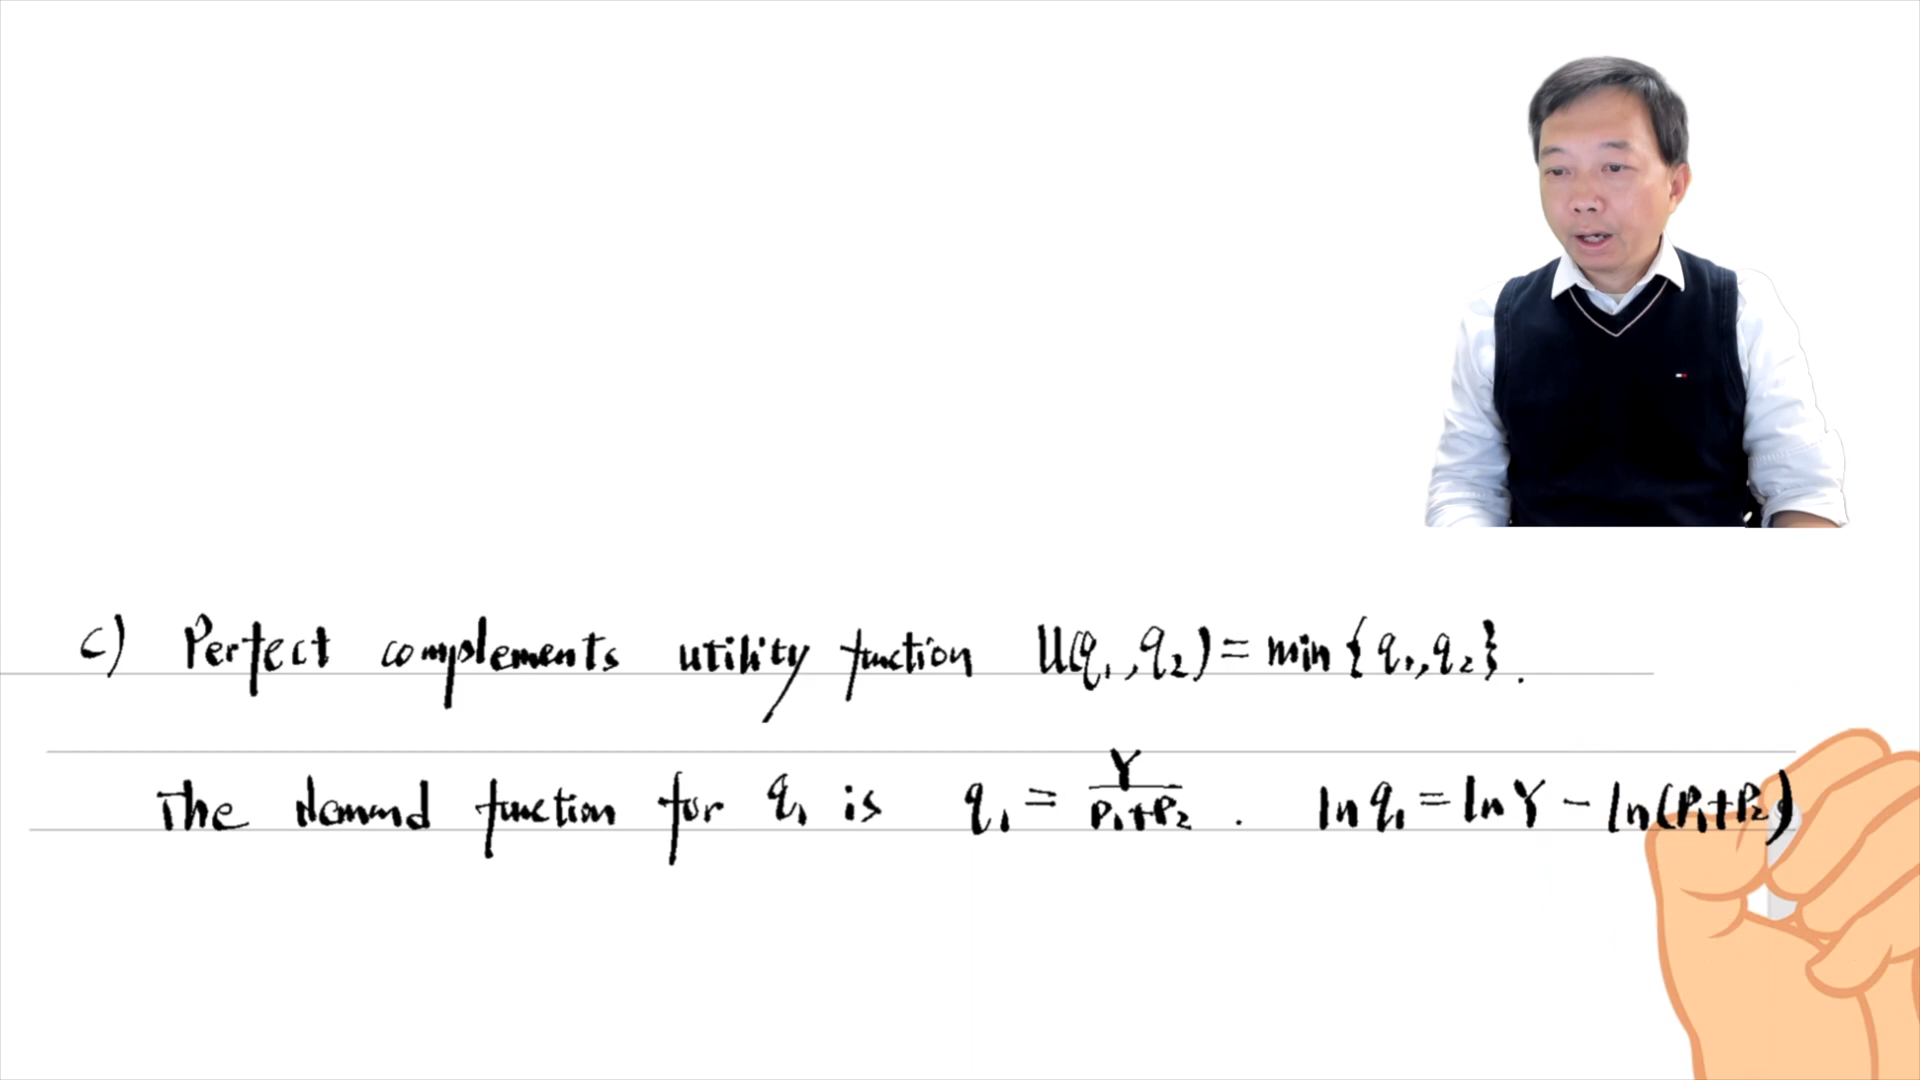 c) Perfect complements utility function U(q₁,q₂)= min{q₁,q₂}.
The demand function for q₁ is q₁ = Y/(P₁+P₂). ln q₁ = ln Y − ln(P₁+P₂)